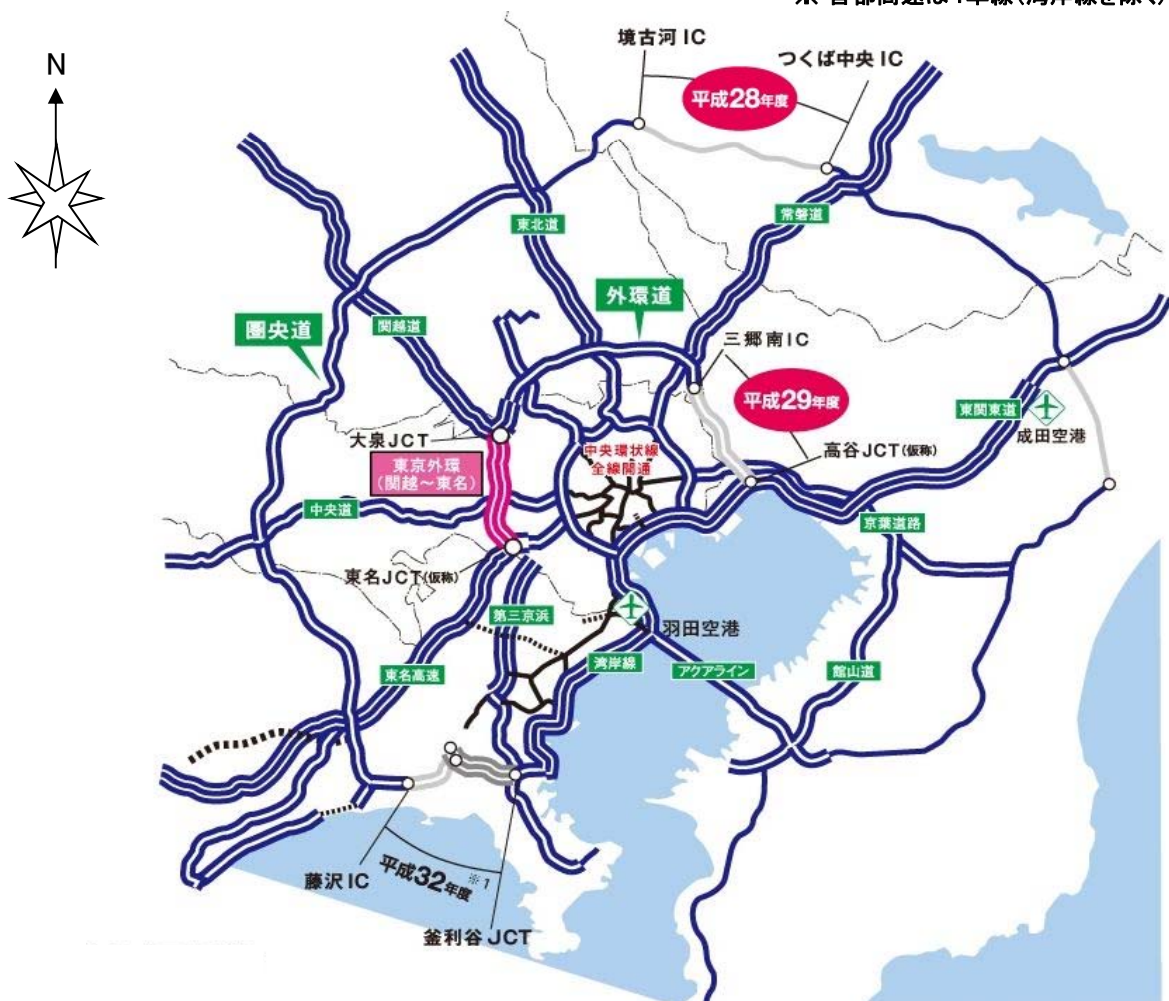 N
境古河 IC
つくば中央 IC
平成28年度
東北道
常磐道
外環道
圏央道
関越道
三郷南IC
平成29年度
東関東道
成田空港
大泉JCT
中央環状線
全線開通
高谷JCT(仮称)
東京外環
(関越～東名)
中央道
京葉道路
東名JCT(仮称)
第三京浜
羽田空港
湾岸線
アクアライン
館山道
東名高速
藤沢 IC
平成32年度
※1
釜利谷 JCT